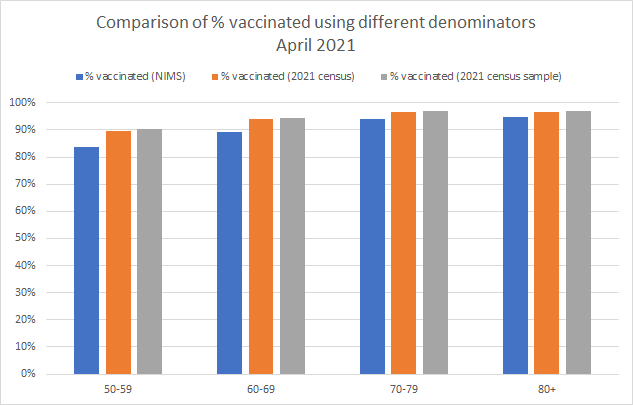 Comparison of % vaccinated using different denominators
April 2021
% vaccinated (NIMS) % vaccinated (2021 census) % vaccinated (2021 census sample)
100%
90%
80%
70%
60%
50%
40%
30%
20%
10%
0%
50-59 60-69 70-79 80+